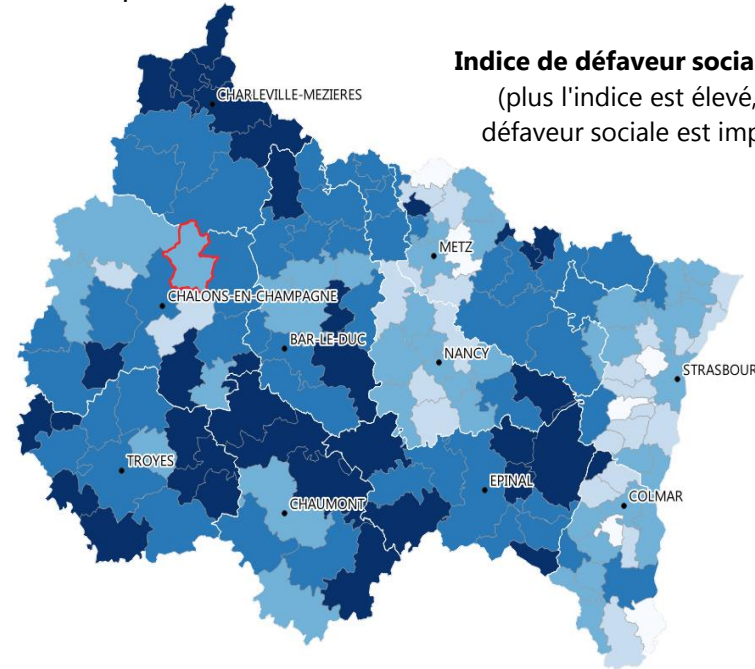 Indice de défaveur socia
(plus l'indice est élevé,
défaveur sociale est imp
CHARLEVILLE-MEZIERES
METZ
CHALONS-EN-CHAMPAGNE
BAR-LE-DUC
NANCY
STRASBOUR
TROYES
EPINAL
CHAUMONT
COLMAR